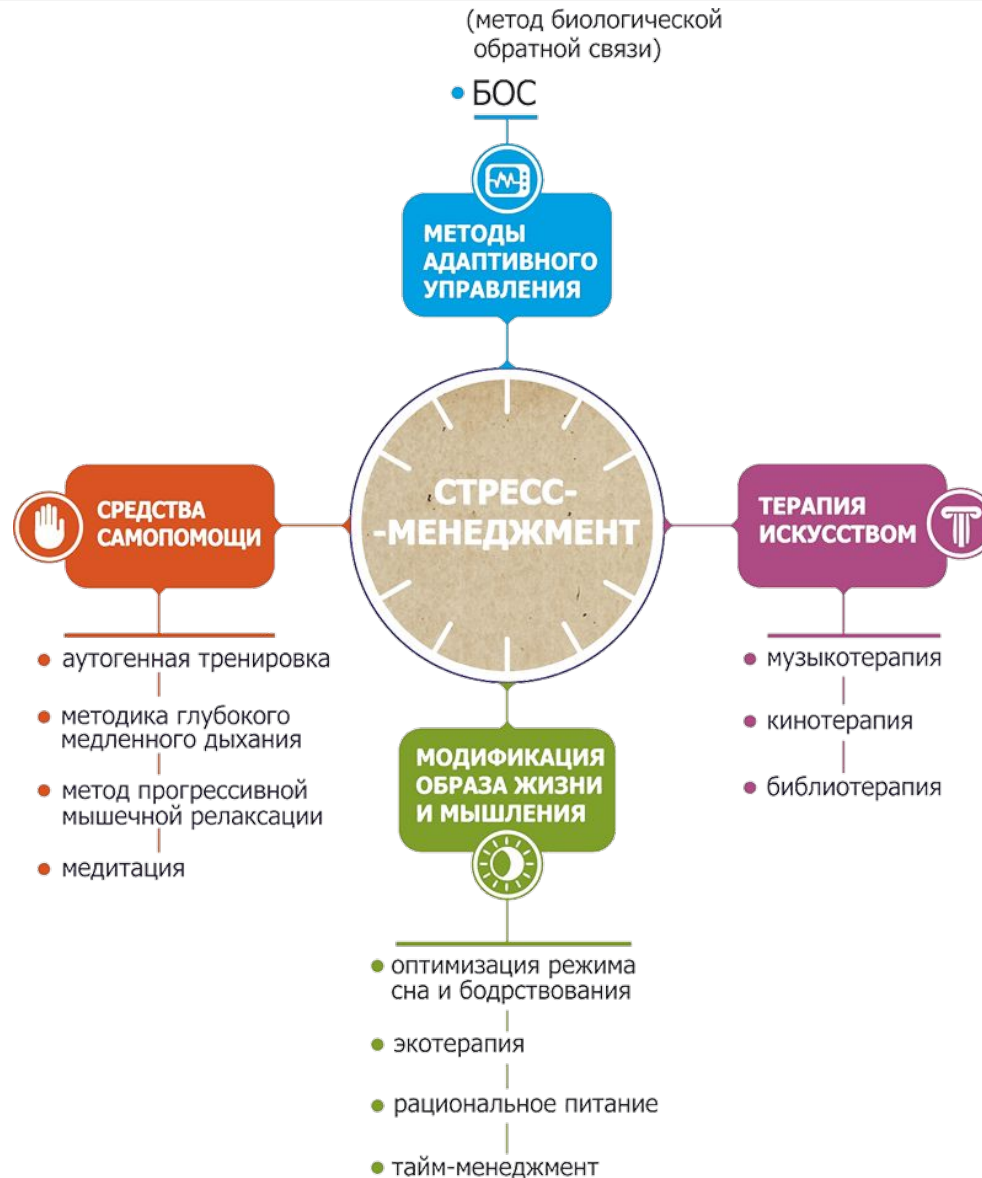 (метод биологической
обратной связи)
• БОС
МЕТОДЫ
АДАПТИВНОГО
УПРАВЛЕНИЯ
СТРЕСС-
-МЕНЕДЖМЕНТ
СРЕДСТВА
САМОПОМОЩИ
• аутогенная тренировка
• методика глубокого
медленного дыхания
• метод прогрессивной
мышечной релаксации
• медитация
ТЕРАПИЯ
ИСКУССТВОМ
• музыкотерапия
• кинотерапия
• библиотерапия
МОДИФИКАЦИЯ
ОБРАЗА ЖИЗНИ
И МЫШЛЕНИЯ
• оптимизация режима
сна и бодрствования
• экотерапия
• рациональное питание
• тайм-менеджмент